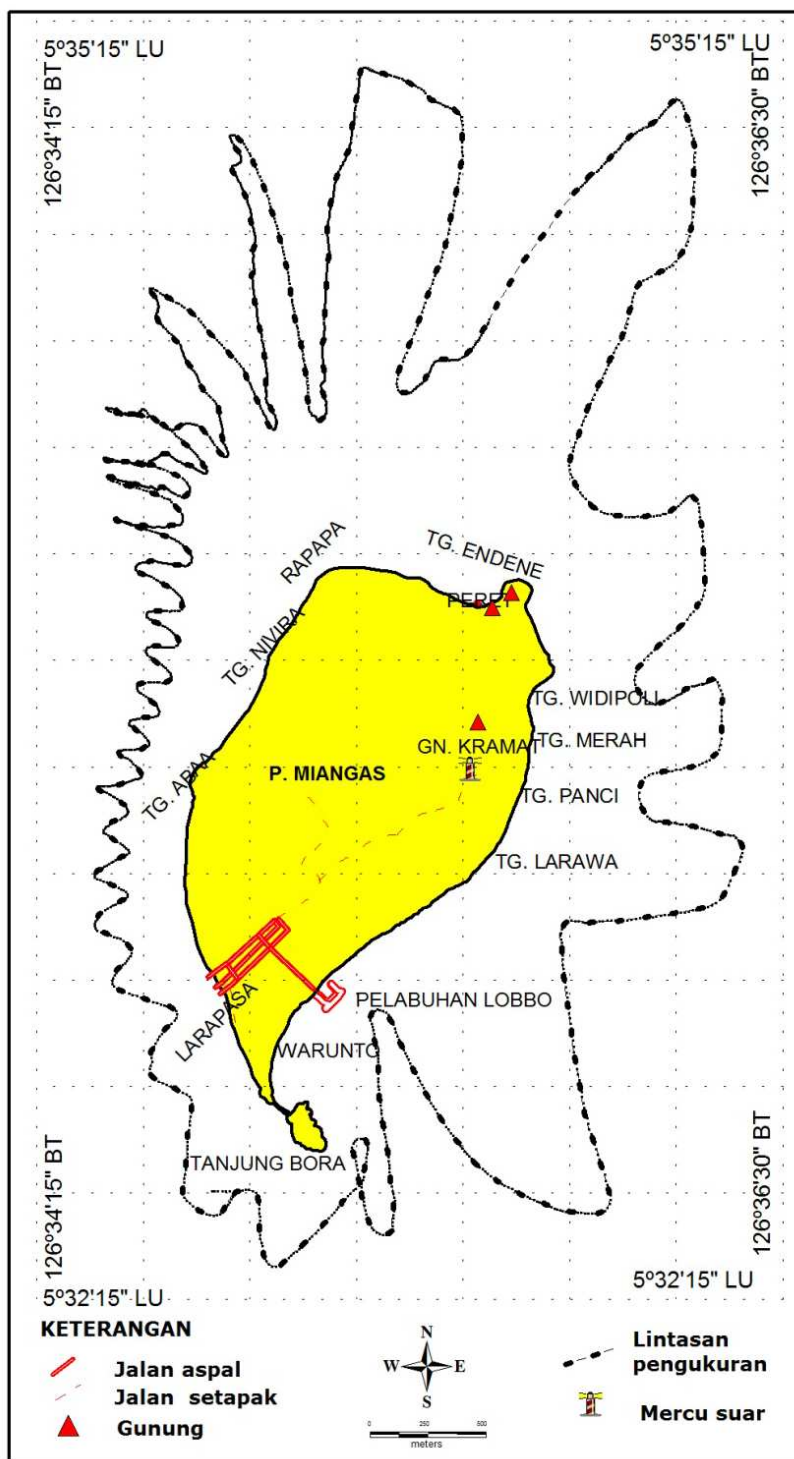 5º35'15" LU
5º35'15" LU
126º34'15" BT
126º36'30" BT
RAPAPA
TG. ENDENE
PERET
TG. NIVIRA
TG. WIDIPOLI
GN. KRAMAT
TG. MERAH
P. MIANGAS
TG. ABAA
TG. PANCI
TG. LARAWA
LARAPASA
PELABUHAN LOBBO
WARUNTO
TANJUNG BORA
126º34'15" BT
126º36'30" BT
5º32'15" LU
5º32'15" LU
KETERANGAN
Jalan aspal
Jalan setapak
Gunung
N
W E
S
0 250 500
meters
Lintasan
pengukuran
Mercu suar